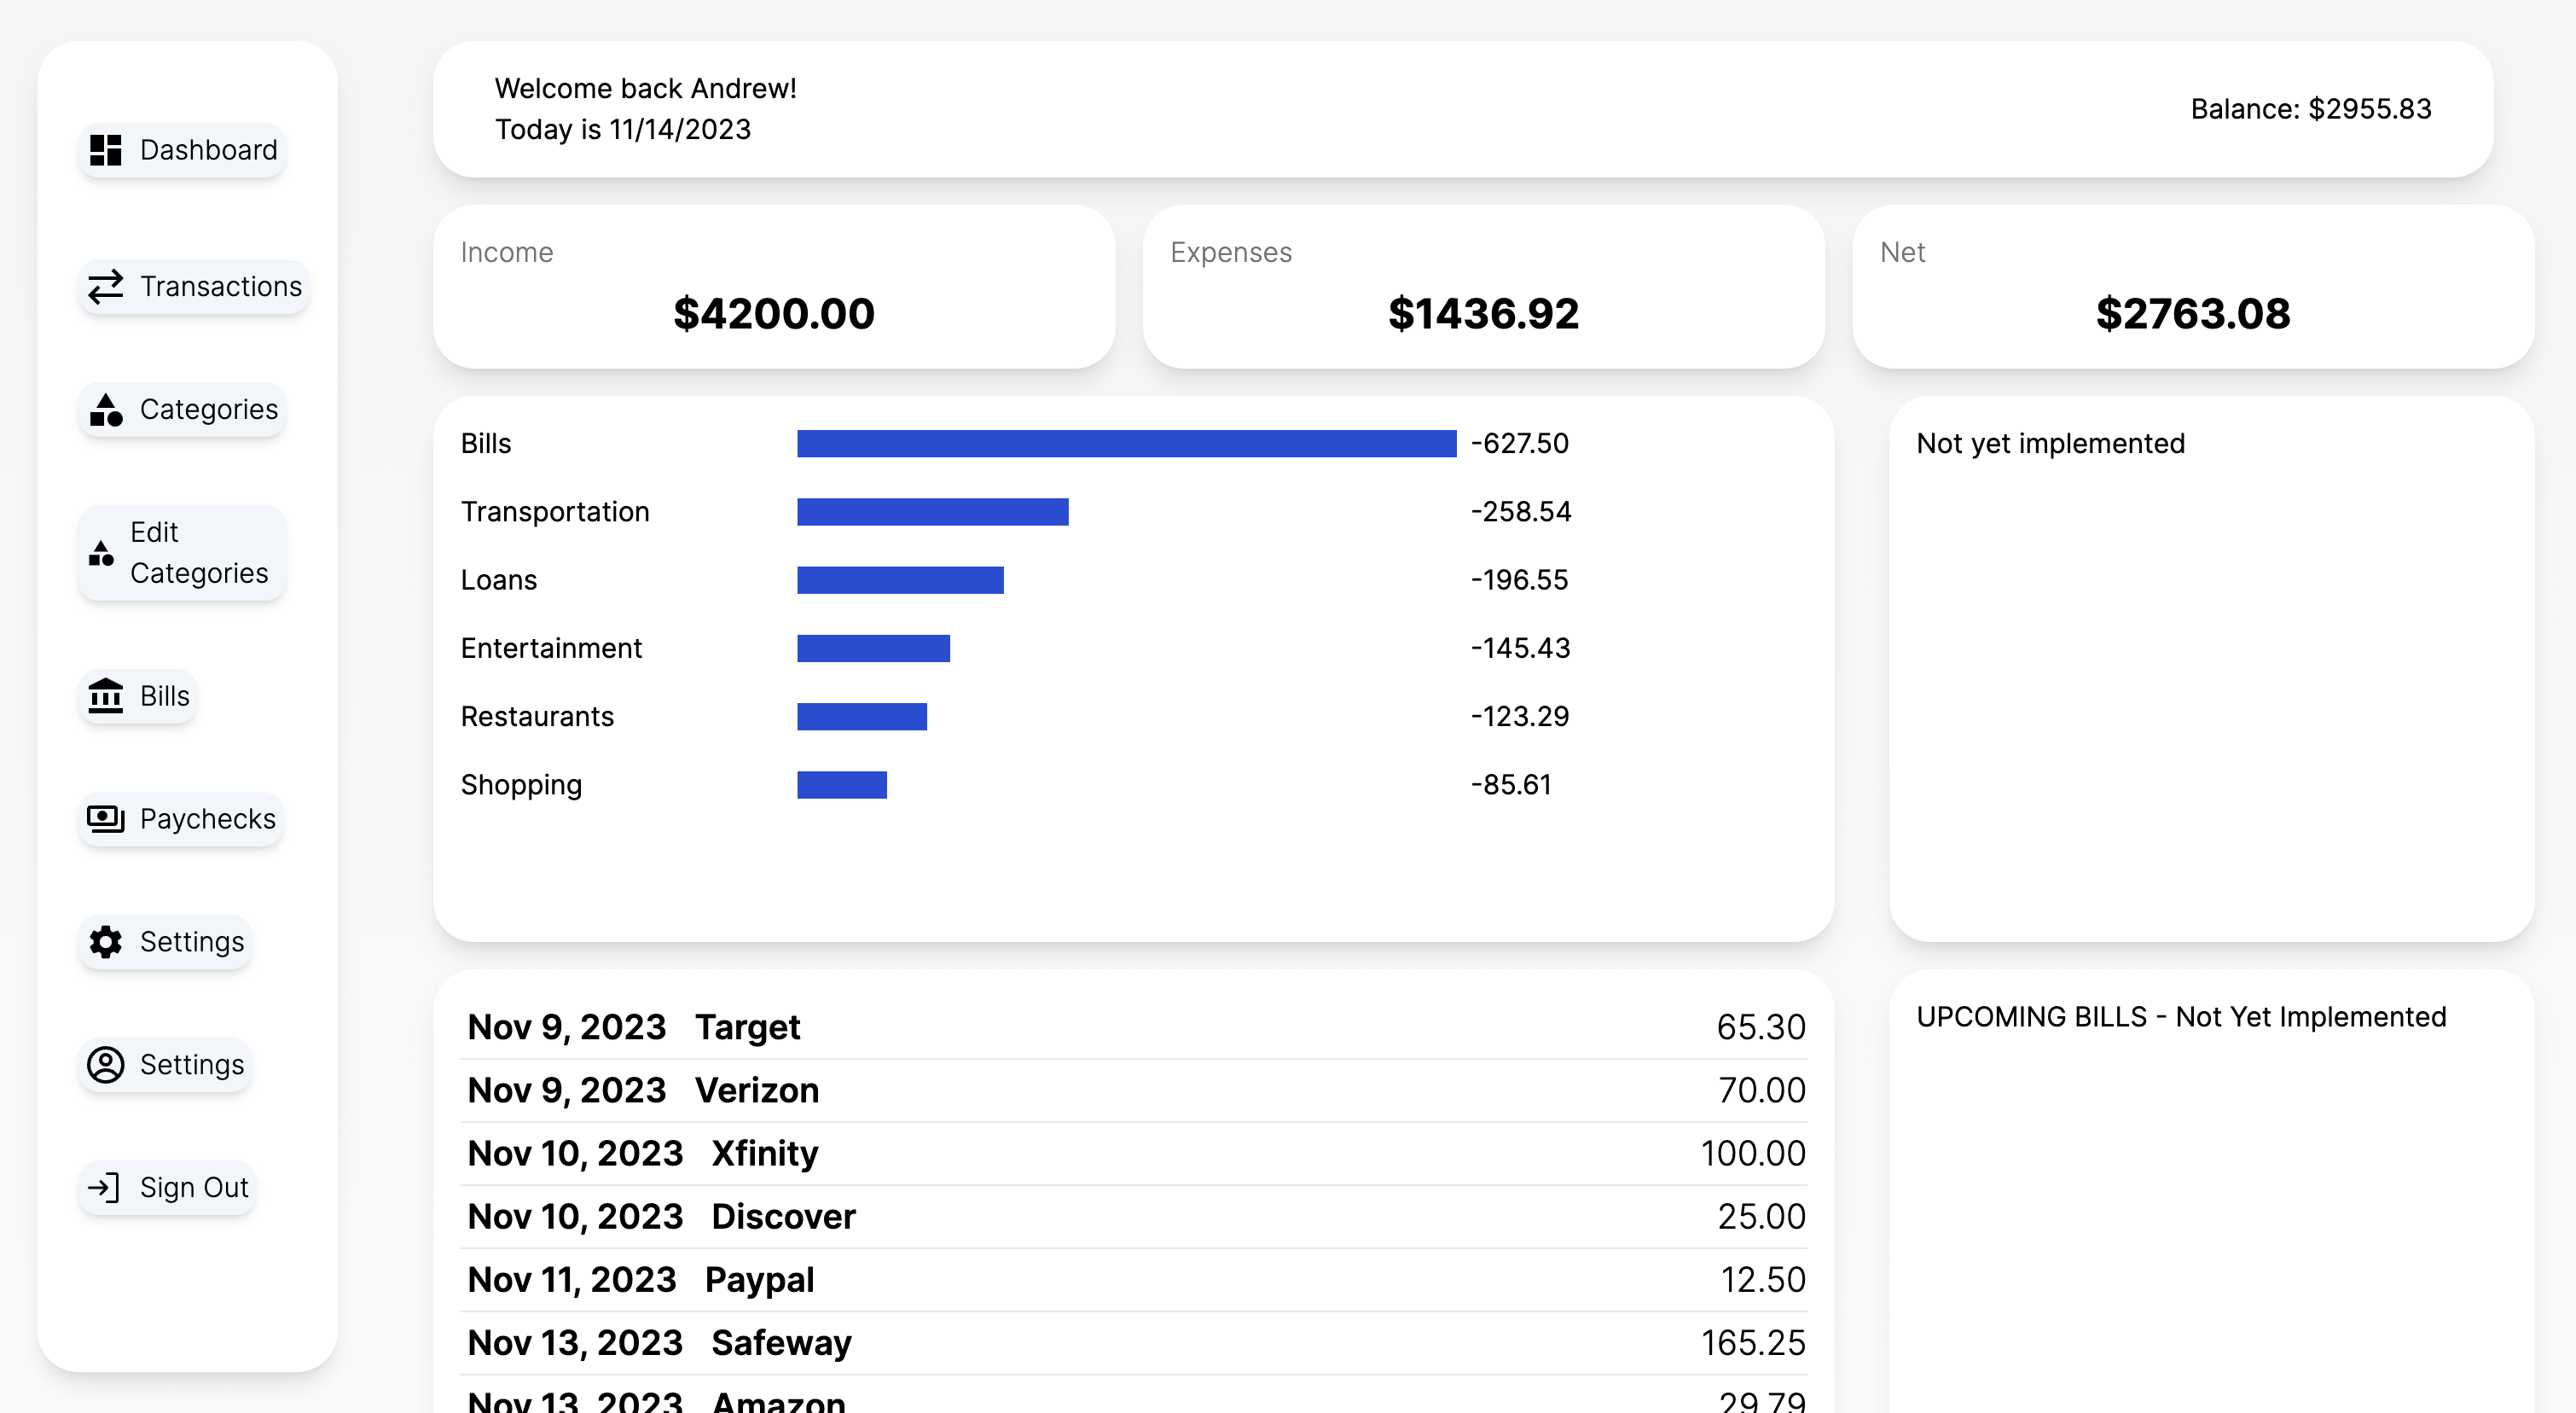 Dashboard
Transactions
Categories
Edit
Categories
Bills
Paychecks
Settings
Settings
Sign Out
Welcome back Andrew!
Today is 11/14/2023
Balance: $2955.83
Income
$4200.00
Expenses
$1436.92
Net
$2763.08
Bills -627.50
Transportation -258.54
Loans -196.55
Entertainment -145.43
Restaurants -123.29
Shopping -85.61
Not yet implemented
Nov 9, 2023 Target 65.30
Nov 9, 2023 Verizon 70.00
Nov 10, 2023 Xfinity 100.00
Nov 10, 2023 Discover 25.00
Nov 11, 2023 Paypal 12.50
Nov 13, 2023 Safeway 165.25
Nov 13, 2023 Amazon 29.79
UPCOMING BILLS - Not Yet Implemented